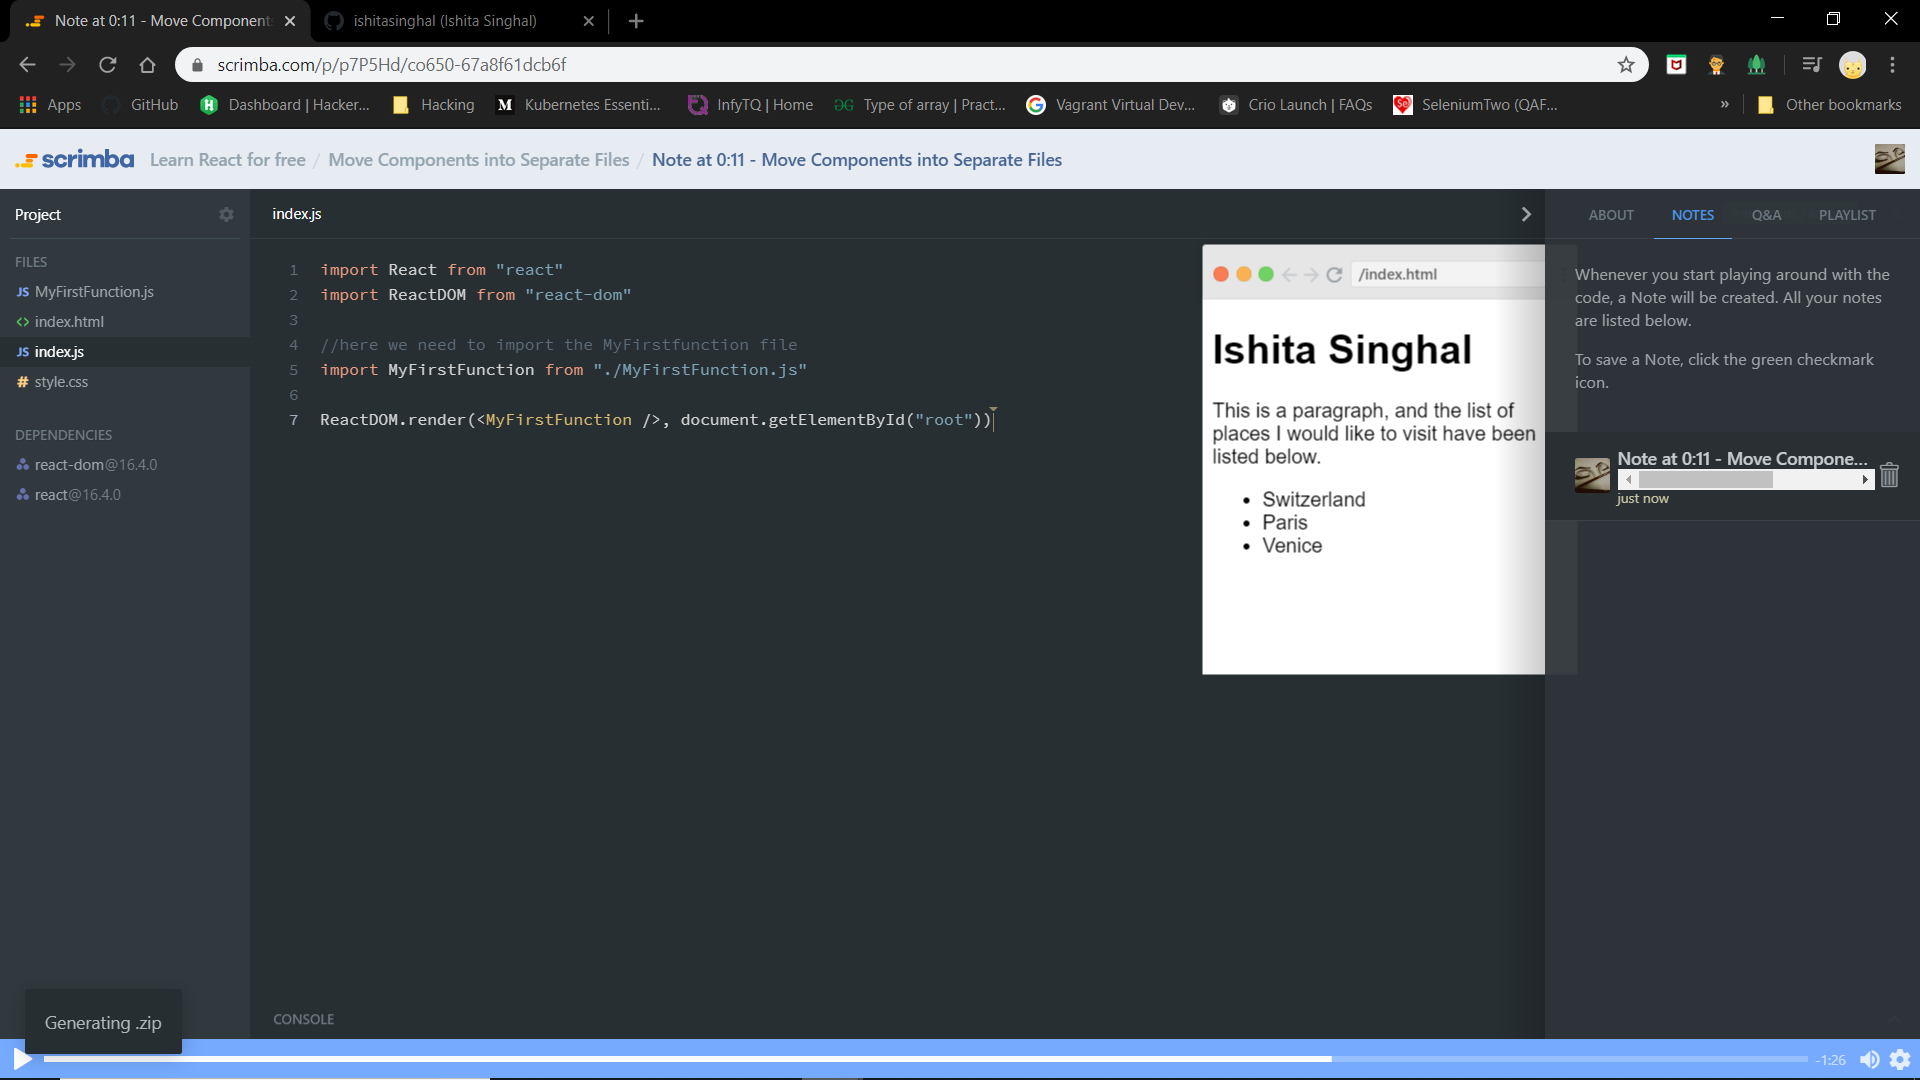 Note at 0:11 - Move Component
ishitasinghal (Ishita Singhal)
scrimba.com/p/p7P5Hd/co650-67a8f61dcb6f
Apps
GitHub
Dashboard | Hacker...
Hacking
M Kubernetes Essenti...
InfyTQ | Home
Type of array | Pract...
Vagrant Virtual Dev...
Crio Launch | FAQs
SeleniumTwo (QAF...
»
Other bookmarks
scrimba Learn React for free / Move Components into Separate Files / Note at 0:11 - Move Components into Separate Files
Project
FILES
JS MyFirstFunction.js
<> index.html
JS index.js
# style.css
DEPENDENCIES
react-dom@16.4.0
react@16.4.0
index.js
1 import React from "react"
2 import ReactDOM from "react-dom"
3
4 //here we need to import the MyFirstfunction file
5 import MyFirstFunction from "./MyFirstFunction.js"
6
7 ReactDOM.render(<MyFirstFunction />, document.getElementById("root"))
/index.html
Ishita Singhal
This is a paragraph, and the list of
places I would like to visit have been
listed below.
• Switzerland
• Paris
• Venice
ABOUT NOTES Q&A PLAYLIST
Whenever you start playing around with the
code, a Note will be created. All your notes
are listed below.
To save a Note, click the green checkmark
icon.
Note at 0:11 - Move Compone...
just now
CONSOLE
Generating .zip
-1:26